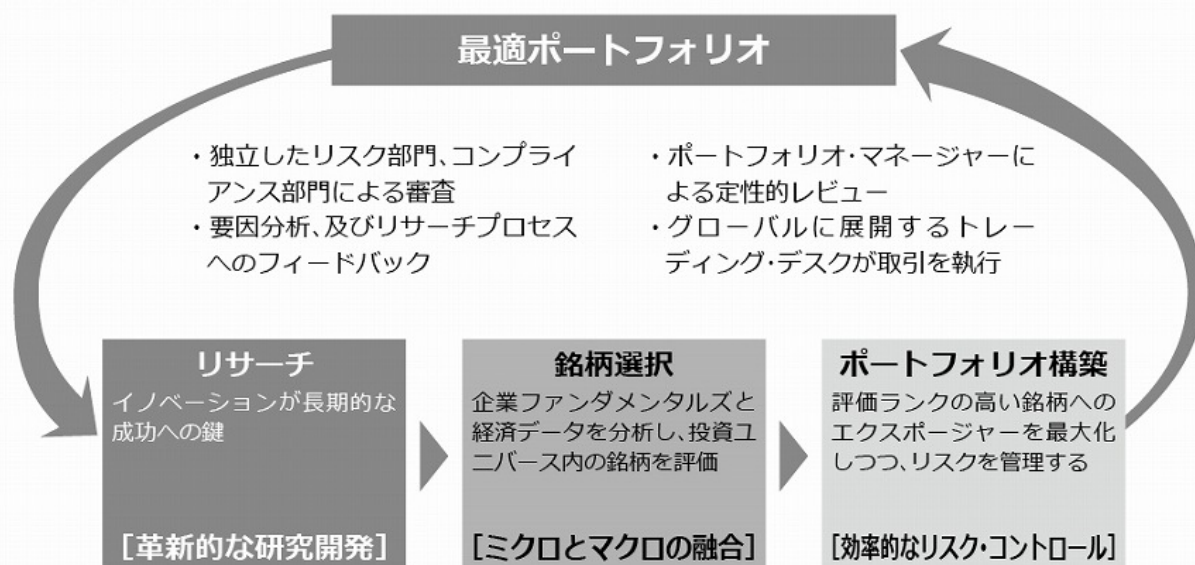 最適ポートフォリオ
・独立したリスク部門、コンプライ
アンス部門による審査
・要因分析、及びリサーチプロセス
へのフィードバック
・ポートフォリオ・マネージャーに
よる定性的レビュー
・グローバルに展開するトレー
ディング・デスクが取引を執行
リサーチ
イノベーションが長期的な
成功への鍵
[革新的な研究開発]
銘柄選択
企業ファンダメンタルズと
経済データを分析し、投資ユ
ニバース内の銘柄を評価
[ミクロとマクロの融合]
ポートフォリオ構築
評価ランクの高い銘柄への
エクスポージャーを最大化
しつつ、リスクを管理する
[効率的なリスク・コントロール]